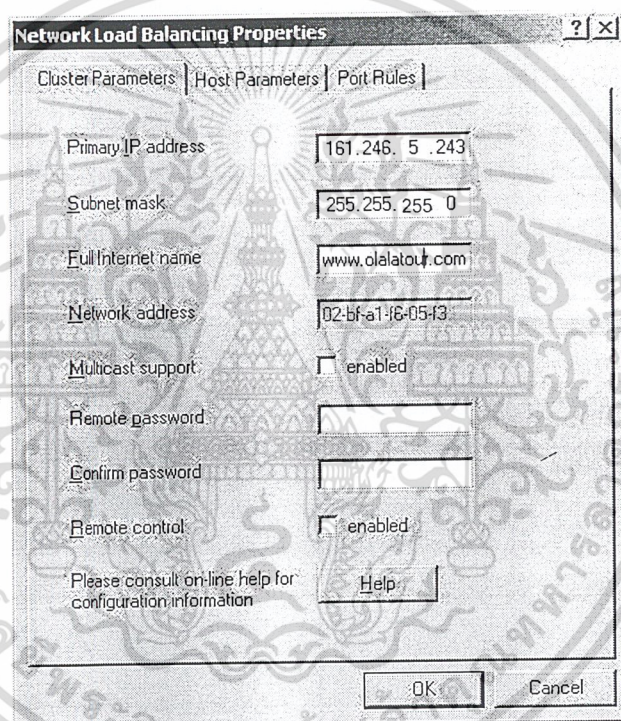 Network Load Balancing Properties
Cluster Parameters Host Parameters Port Rules
Primary IP address 161.246. 5 .243
Subnet mask 255.255.255 0
Full Internet name www.olalatour.com
Network address 02-bf-a1-f6-05-f3
Multicast support enabled
Remote password
Confirm password
Remote control enabled
Please consult on-line help for
configuration information
Help
OK Cancel